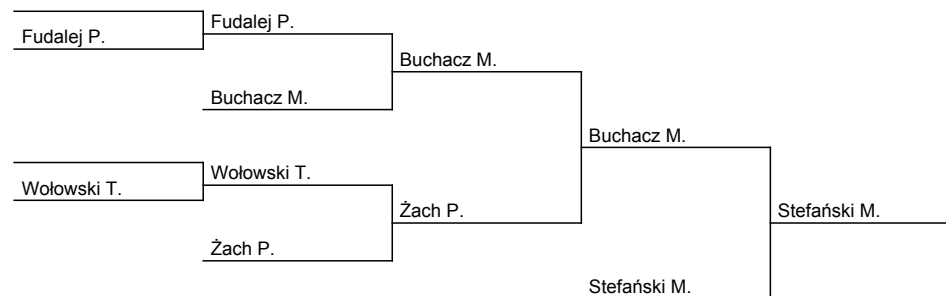 Fudalej P.
Fudalej P.
Buchacz M.
Buchacz M.
Buchacz M.
Wołowski T.
Wołowski T.
Żach P.
Stefański M.
Żach P.
Stefański M.